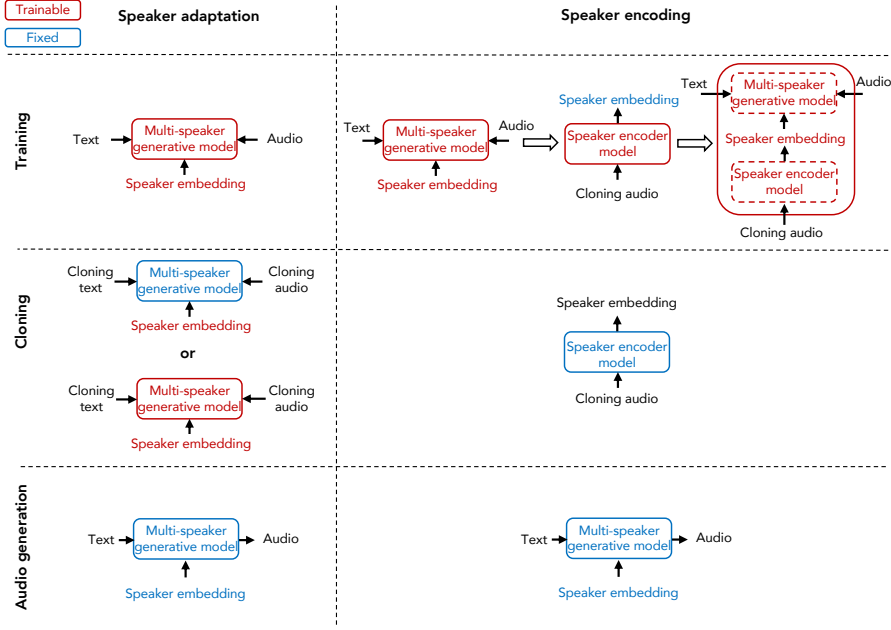 Trainable
Fixed
Speaker adaptation
Speaker encoding
Training
Text
Multi-speaker
generative model
Audio
Speaker embedding
Text
Multi-speaker
generative model
Audio
Speaker embedding
Speaker embedding
Speaker encoder
model
Cloning audio
Text
Multi-speaker
generative model
Audio
Speaker embedding
Speaker encoder
model
Cloning audio
Cloning
Cloning
text
Multi-speaker
generative model
Cloning
audio
Speaker embedding
or
Cloning
text
Multi-speaker
generative model
Cloning
audio
Speaker embedding
Speaker embedding
Speaker encoder
model
Cloning audio
Audio generation
Text
Multi-speaker
generative model
Audio
Speaker embedding
Text
Multi-speaker
generative model
Audio
Speaker embedding